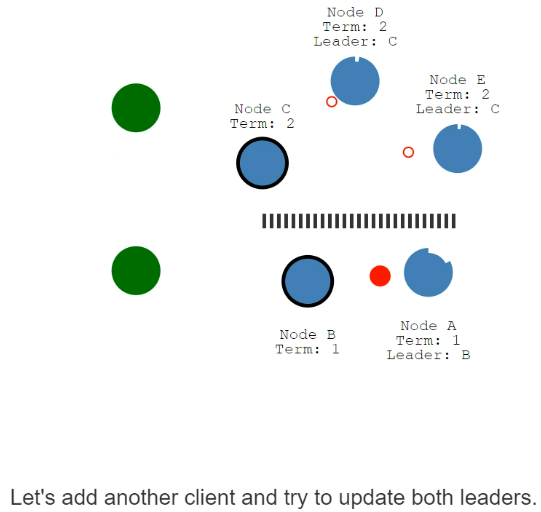 Node D
Term: 2
Leader: C
Node E
Term: 2
Leader: C
Node C
Term: 2
Node B
Term: 1
Node A
Term: 1
Leader: B
Let's add another client and try to update both leaders.